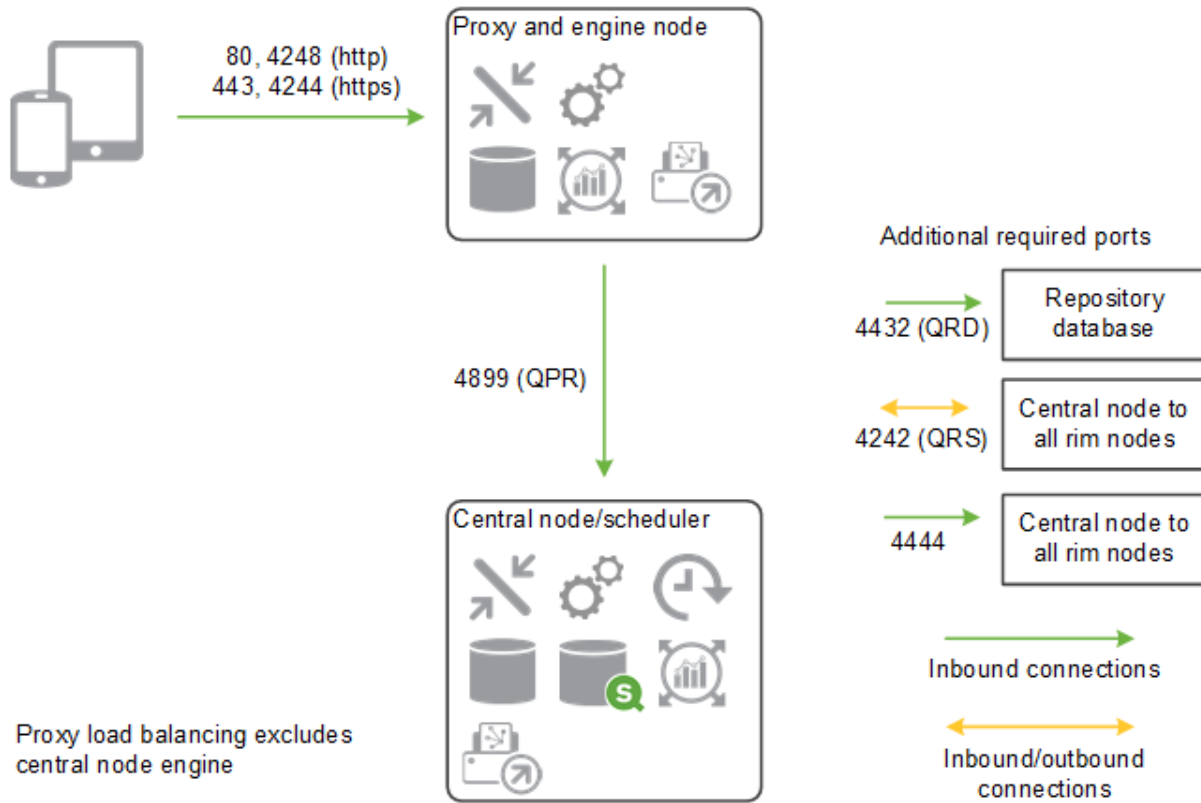 Proxy and engine node
80, 4248 (http)
443, 4244 (https)
4899 (QPR)
Central node/scheduler
S
Proxy load balancing excludes
central node engine
Additional required ports
4432 (QRD)
Repository
database
4242 (QRS)
Central node to
all rim nodes
4444
Central node to
all rim nodes
Inbound connections
Inbound/outbound
connections